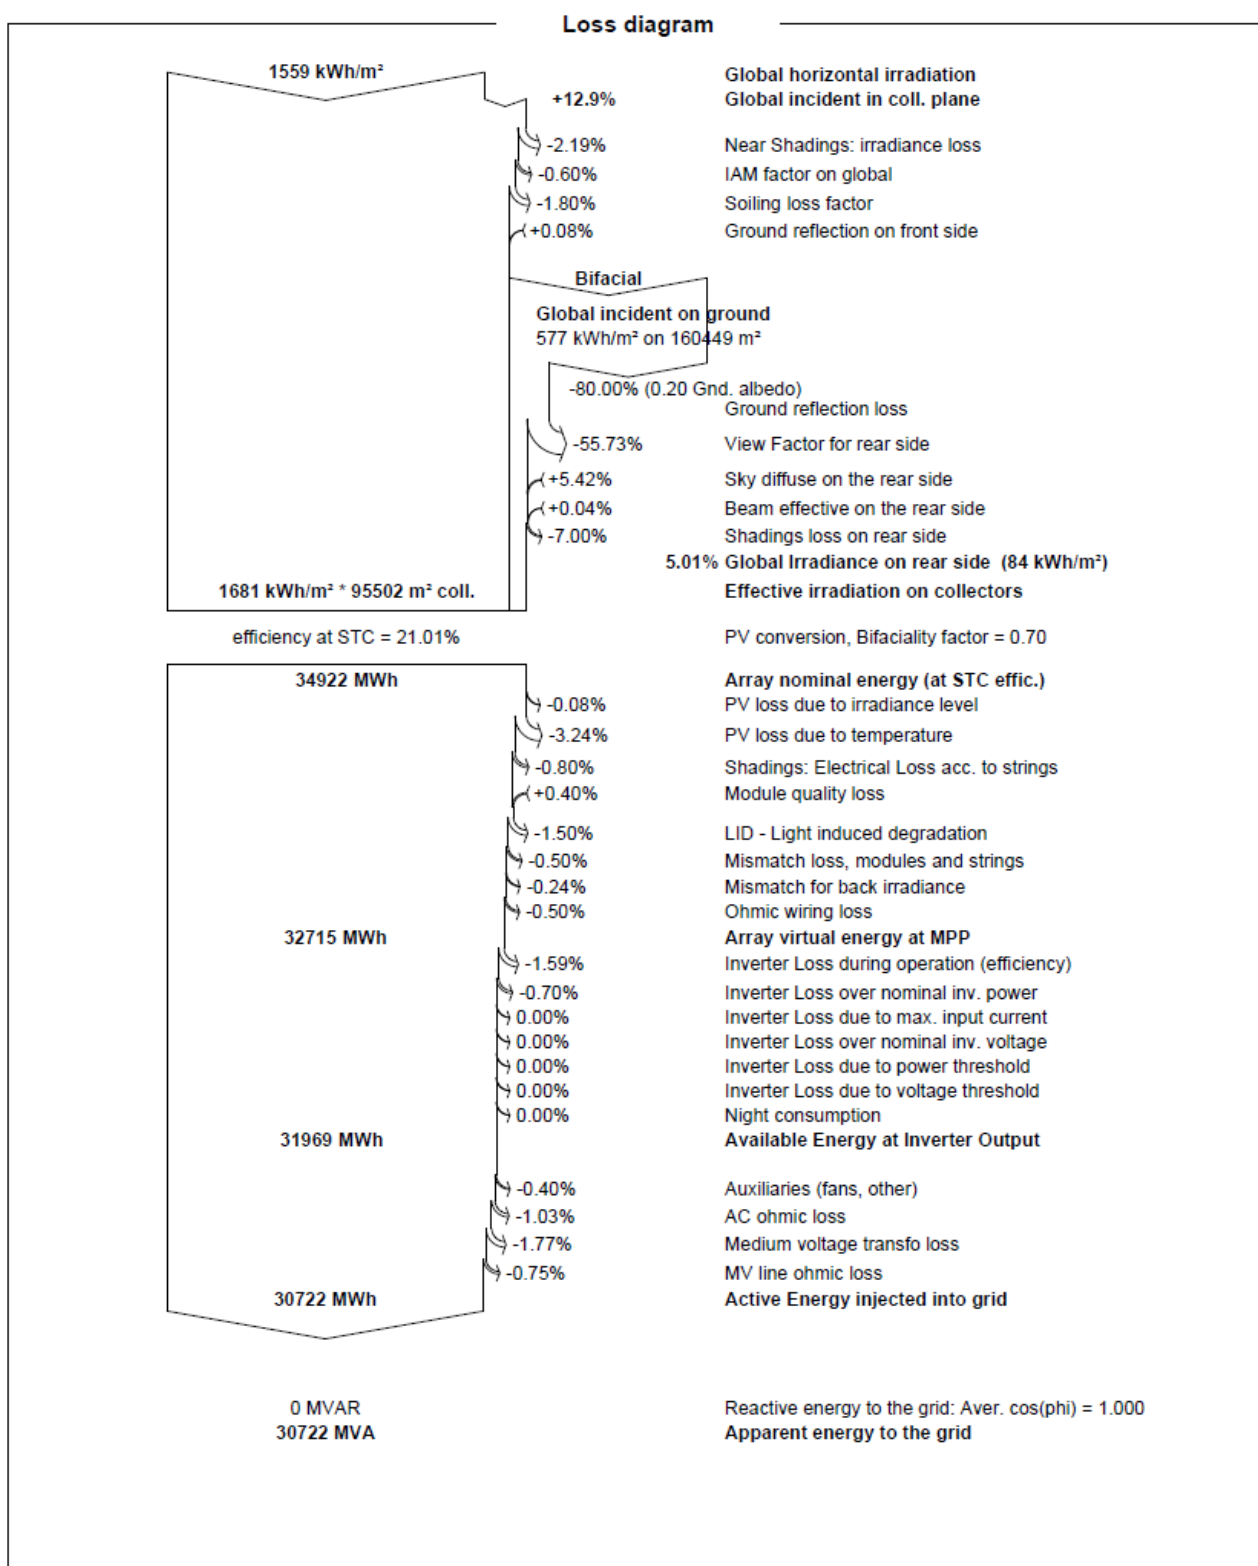 Loss diagram
1559 kWh/m² Global horizontal irradiation
+12.9% Global incident in coll. plane
-2.19% Near Shadings: irradiance loss
-0.60% IAM factor on global
-1.80% Soiling loss factor
+0.08% Ground reflection on front side
Bifacial
Global incident on ground
577 kWh/m² on 160449 m²
-80.00% (0.20 Gnd. albedo)
Ground reflection loss
-55.73% View Factor for rear side
+5.42% Sky diffuse on the rear side
+0.04% Beam effective on the rear side
-7.00% Shadings loss on rear side
5.01% Global Irradiance on rear side (84 kWh/m²)
1681 kWh/m² * 95502 m² coll. Effective irradiation on collectors
efficiency at STC = 21.01% PV conversion, Bifaciality factor = 0.70
34922 MWh Array nominal energy (at STC effic.)
-0.08% PV loss due to irradiance level
-3.24% PV loss due to temperature
-0.80% Shadings: Electrical Loss acc. to strings
+0.40% Module quality loss
-1.50% LID - Light induced degradation
-0.50% Mismatch loss, modules and strings
-0.24% Mismatch for back irradiance
-0.50% Ohmic wiring loss
32715 MWh Array virtual energy at MPP
-1.59% Inverter Loss during operation (efficiency)
-0.70% Inverter Loss over nominal inv. power
0.00% Inverter Loss due to max. input current
0.00% Inverter Loss over nominal inv. voltage
0.00% Inverter Loss due to power threshold
0.00% Inverter Loss due to voltage threshold
0.00% Night consumption
31969 MWh Available Energy at Inverter Output
-0.40% Auxiliaries (fans, other)
-1.03% AC ohmic loss
-1.77% Medium voltage transfo loss
-0.75% MV line ohmic loss
30722 MWh Active Energy injected into grid
0 MVAR Reactive energy to the grid: Aver. cos(phi) = 1.000
30722 MVA Apparent energy to the grid